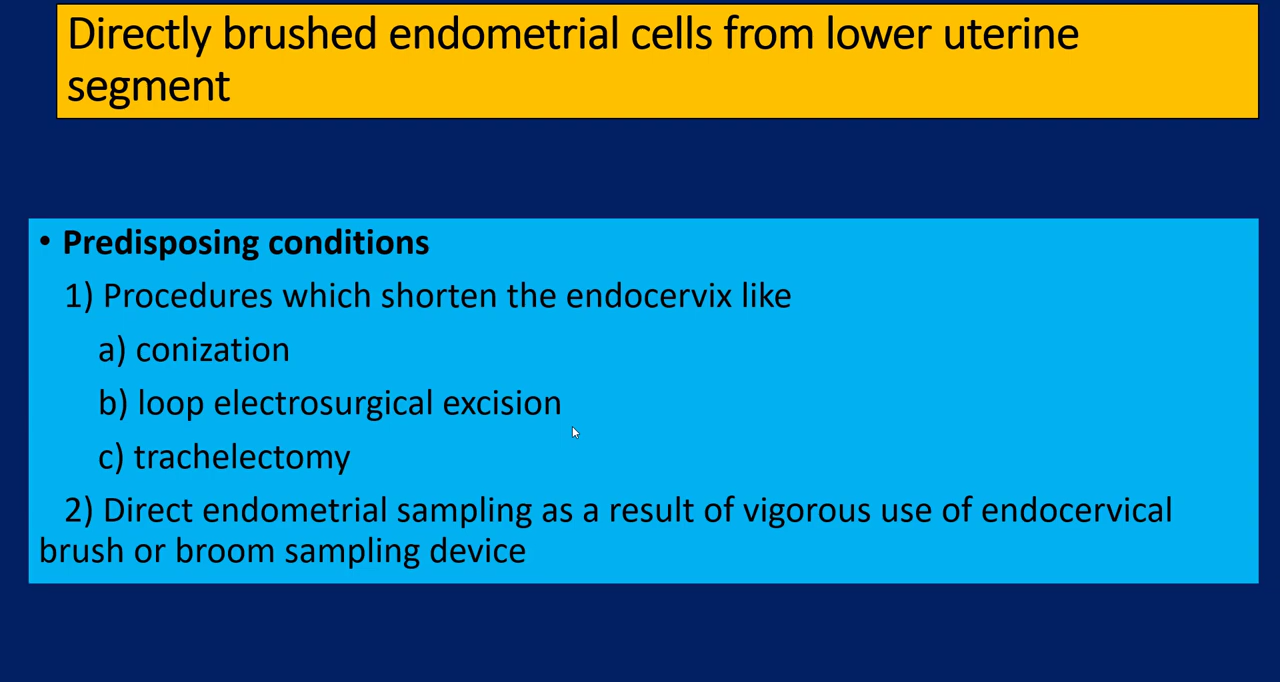 Directly brushed endometrial cells from lower uterine
segment
• Predisposing conditions
1) Procedures which shorten the endocervix like
a) conization
b) loop electrosurgical excision
c) trachelectomy
2) Direct endometrial sampling as a result of vigorous use of endocervical
brush or broom sampling device